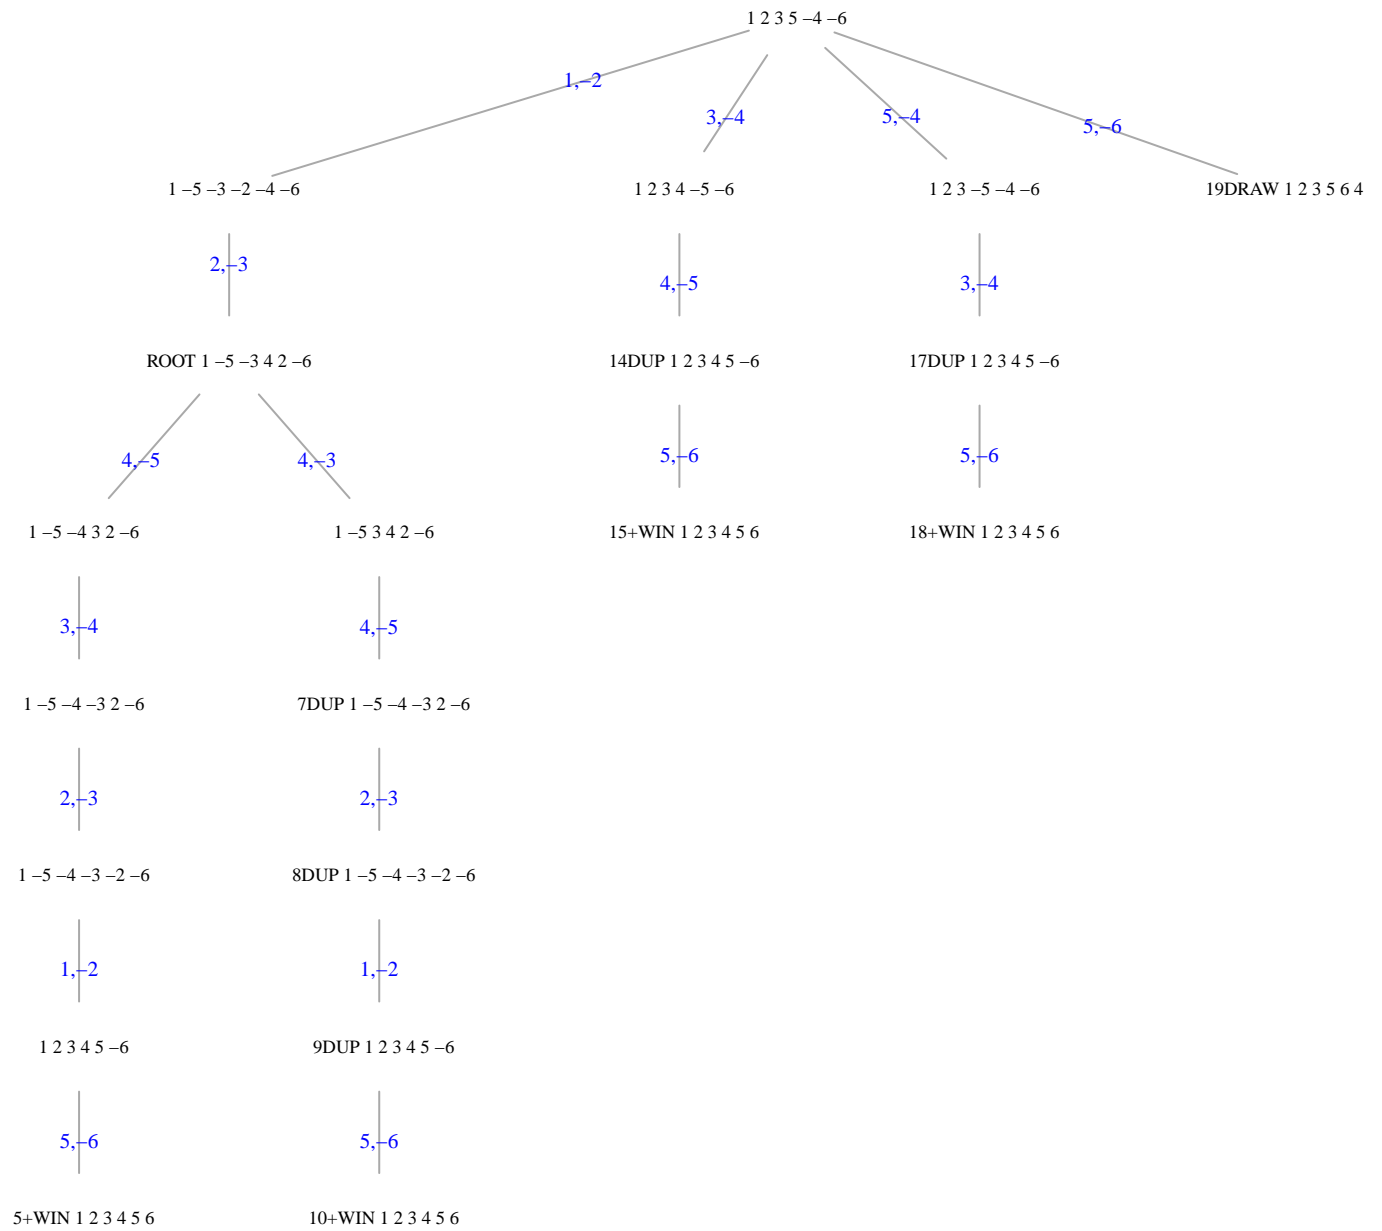 1 2 3 5 –4 –6
1,–2
3,–4
5,–4
5,–6
1 –5 –3 –2 –4 –6
1 2 3 4 –5 –6
1 2 3 –5 –4 –6
19DRAW 1 2 3 5 6 4
2,–3
4,–5
3,–4
ROOT 1 –5 –3 4 2 –6
14DUP 1 2 3 4 5 –6
17DUP 1 2 3 4 5 –6
4,–5
4,–3
5,–6
5,–6
1 –5 –4 3 2 –6
1 –5 3 4 2 –6
15+WIN 1 2 3 4 5 6
18+WIN 1 2 3 4 5 6
3,–4
4,–5
1 –5 –4 –3 2 –6
7DUP 1 –5 –4 –3 2 –6
2,–3
2,–3
1 –5 –4 –3 –2 –6
8DUP 1 –5 –4 –3 –2 –6
1,–2
1,–2
1 2 3 4 5 –6
9DUP 1 2 3 4 5 –6
5,–6
5,–6
5+WIN 1 2 3 4 5 6
10+WIN 1 2 3 4 5 6